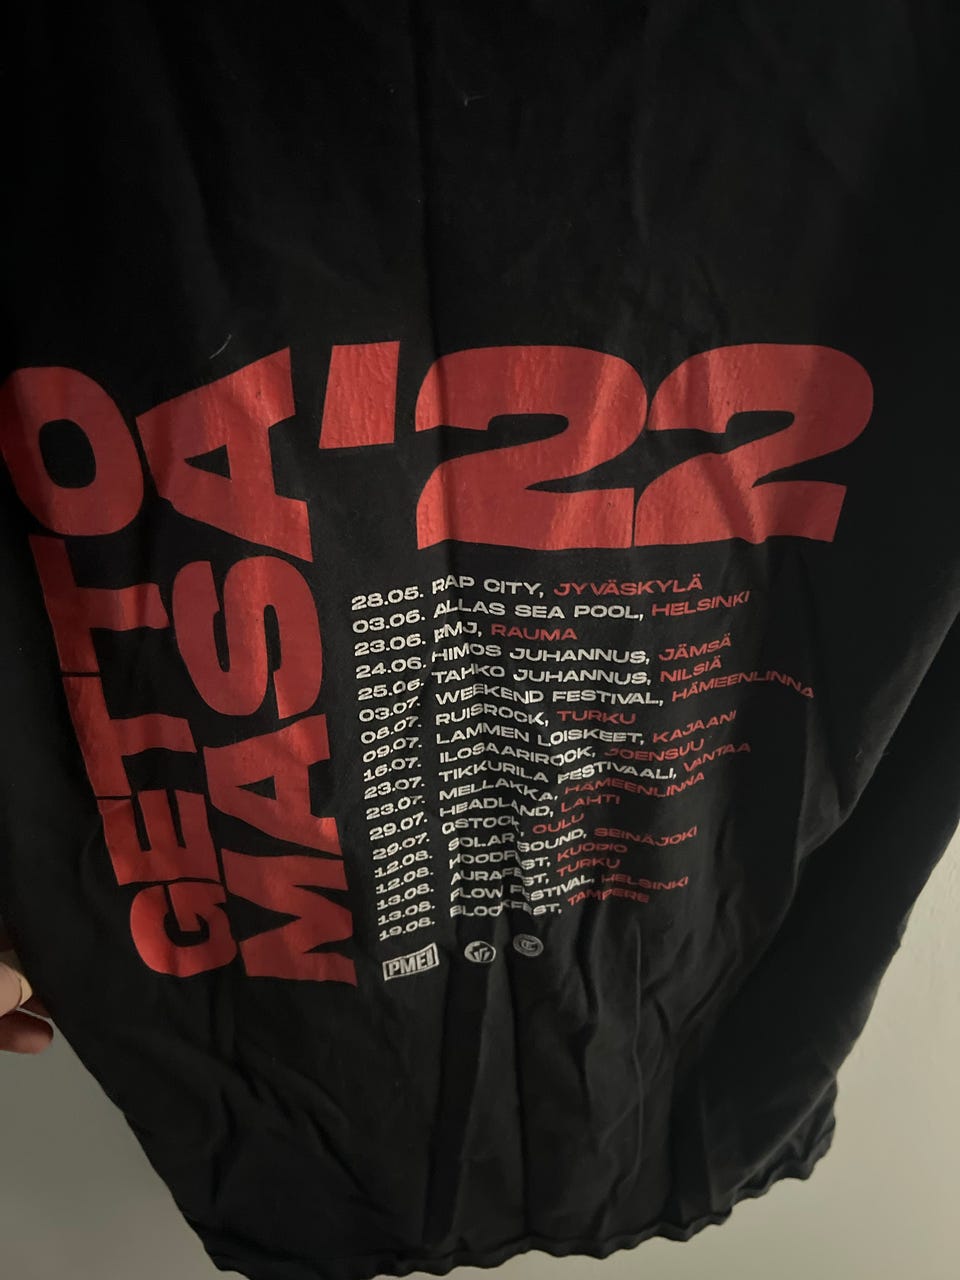 GETTO
MASA '22
28.05. RAP CITY, JYVÄSKYLÄ
03.06. ALLAS SEA POOL, HELSINKI
23.06. RMJ, RAUMA
24.06. HIMOS JUHANNUS, JÄMSÄ
25.06. TAHKO JUHANNUS, NILSIÄ
03.07. WEEKEND FESTIVAL, HÄMEENLINNA
08.07. RUISROCK, TURKU
09.07. LAMMEN LOISKEET, KAJAANI
16.07. ILOSAARIROCK, JOENSUU
23.07. TIKKURILA FESTIVAALI, VANTAA
23.07. MELLAKKA, HÄMEENLINNA
29.07. HEADLAND, LAHTI
29.07. QSTOCK, OULU
12.08. SOLAR SOUND, SEINÄJOKI
12.08. HOODFEST, KUOPIO
13.08. AURAFEST, TURKU
13.08. FLOW FESTIVAL, HELSINKI
19.08. BLOCKFEST, TAMPERE
PME